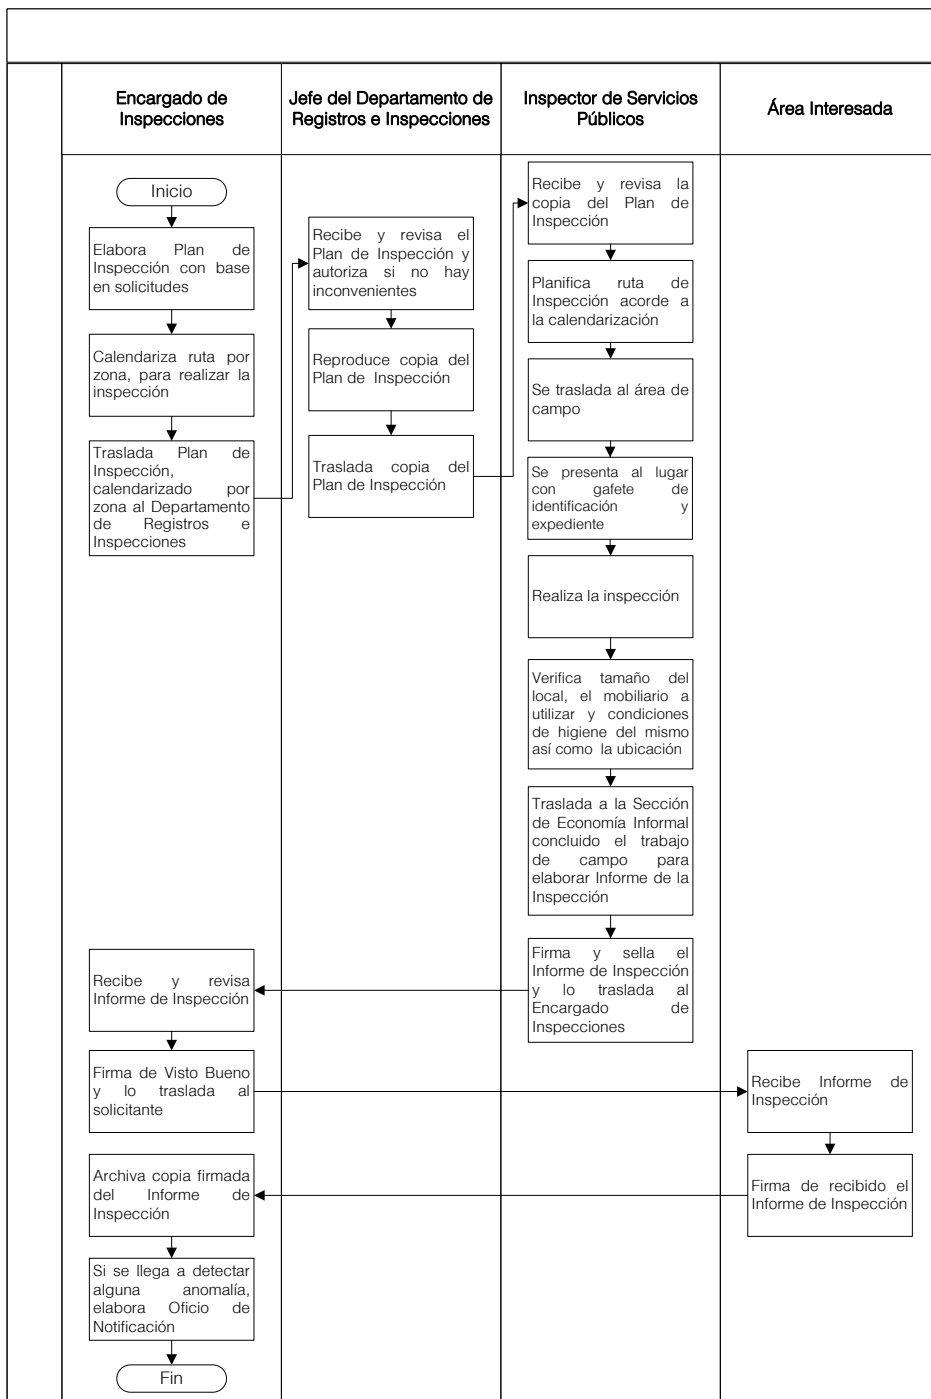 Encargado de
Inspecciones
Jefe del Departamento de
Registros e Inspecciones
Inspector de Servicios
Públicos
Área Interesada
Inicio
Elabora Plan de
Inspección con base
en solicitudes
Calendariza ruta por
zona, para realizar la
inspección
Traslada Plan de
Inspección,
calendarizado por
zona al Departamento
de Registros e
Inspecciones
Recibe y revisa el
Plan de Inspección y
autoriza si no hay
inconvenientes
Reproduce copia del
Plan de Inspección
Traslada copia del
Plan de Inspección
Recibe y revisa la
copia del Plan de
Inspección
Planifica ruta de
Inspección acorde a
la calendarización
Se traslada al área de
campo
Se presenta al lugar
con gafete de
identificación y
expediente
Realiza la inspección
Verifica tamaño del
local, el mobiliario a
utilizar y condiciones
de higiene del mismo
así como la ubicación
Traslada a la Sección
de Economía Informal
concluido el trabajo
de campo para
elaborar Informe de la
Inspección
Firma y sella el
Informe de Inspección
y lo traslada al
Encargado de
Inspecciones
Recibe y revisa
Informe de Inspección
Firma de Visto Bueno
y lo traslada al
solicitante
Recibe Informe de
Inspección
Firma de recibido el
Informe de Inspección
Archiva copia firmada
del Informe de
Inspección
Si se llega a detectar
alguna anomalía,
elabora Oficio de
Notificación
Fin